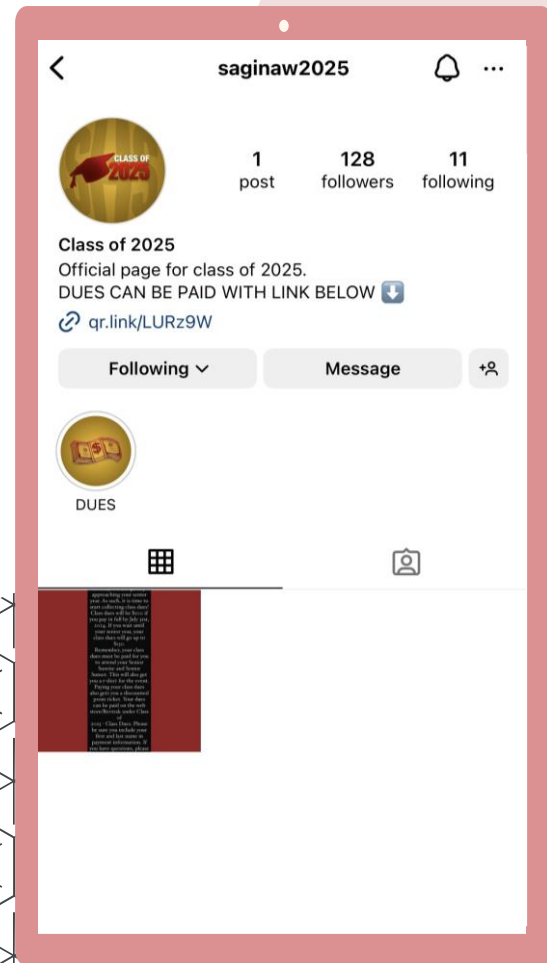 saginaw2025
CLASS OF
2025
1
post
128
followers
11
following
Class of 2025
Official page for class of 2025.
DUES CAN BE PAID WITH LINK BELOW ⬇️
qr.link/LURz9W
Following
Message
DUES
approaching your senior
year. As such, it is time to
start collecting class dues!
Class dues will be
you pay in full by July 31st,
2024. If you wait until
your senior year, your
class dues will go up to
Remember, your class
dues must be paid for you
to attend your Senior
Sunrise and Senior
Sunset. This will also get
you a t-shirt for the event.
Paying your class dues
also gets you a discounted
prom ticket. Your dues
can be paid on the web
store/Revtrak under Class
of
2025 - Class Dues. Please
be sure you include your
first and last name in
payment information. If
you have questions, please